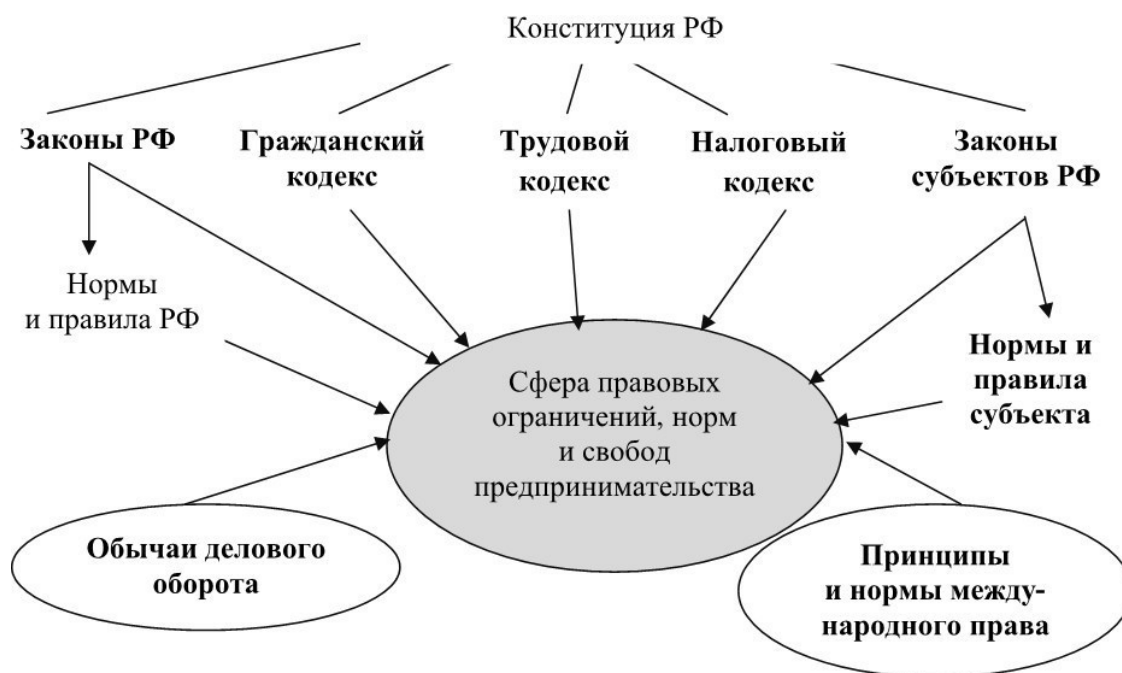 Конституция РФ
Законы РФ
Гражданский
кодекс
Трудовой
кодекс
Налоговый
кодекс
Законы
субъектов РФ
Нормы
и правила РФ
Нормы и
правила
субъекта
Сфера правовых
ограничений, норм
и свобод
предпринимательства
Обычаи делового
оборота
Принципы
и нормы между-
народного права